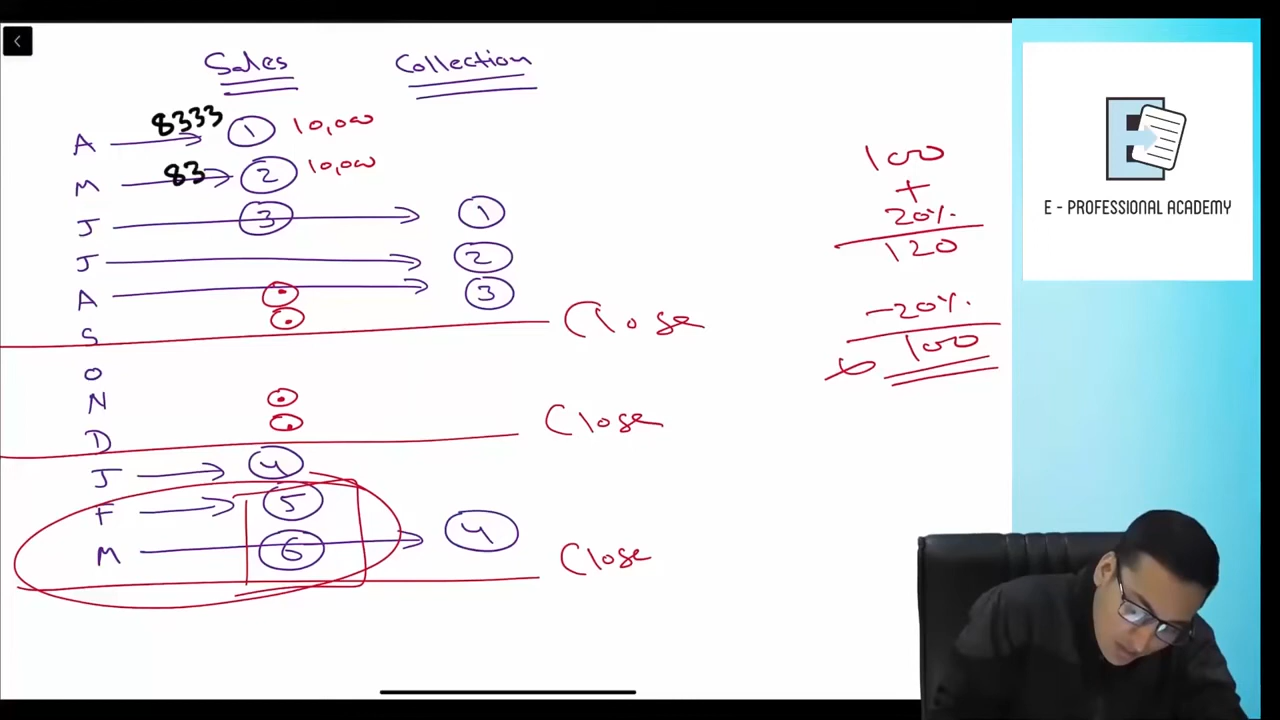 Sales Collection
A 8333 1 10,000
M 83 2 10,000
J 3 1
J 2
A 3
S Close
O
N
D Close
J 4
F 5
M 6 4 Close
100
+
20%
120
-20%
100
E
E - PROFESSIONAL ACADEMY